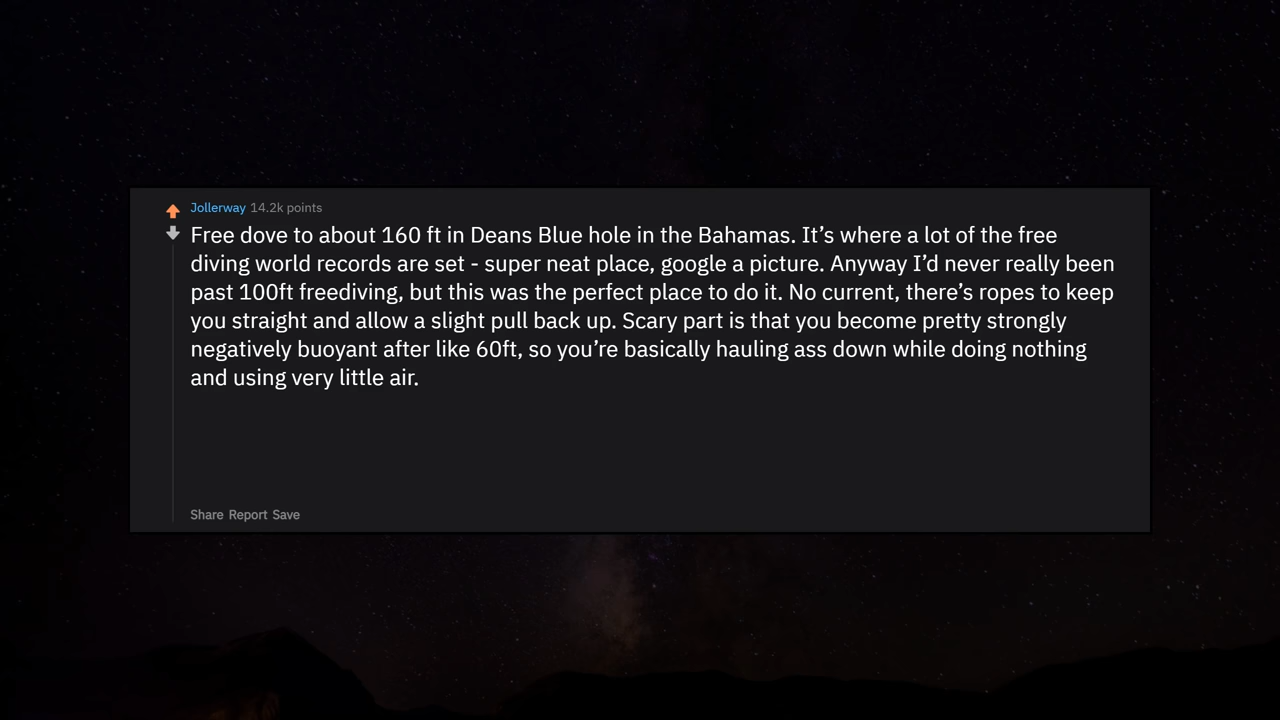 Jollerway 14.2k points
Free dove to about 160 ft in Deans Blue hole in the Bahamas. It’s where a lot of the free
diving world records are set - super neat place, google a picture. Anyway I’d never really been
past 100ft freediving, but this was the perfect place to do it. No current, there’s ropes to keep
you straight and allow a slight pull back up. Scary part is that you become pretty strongly
negatively buoyant after like 60ft, so you’re basically hauling ass down while doing nothing
and using very little air.
Share Report Save